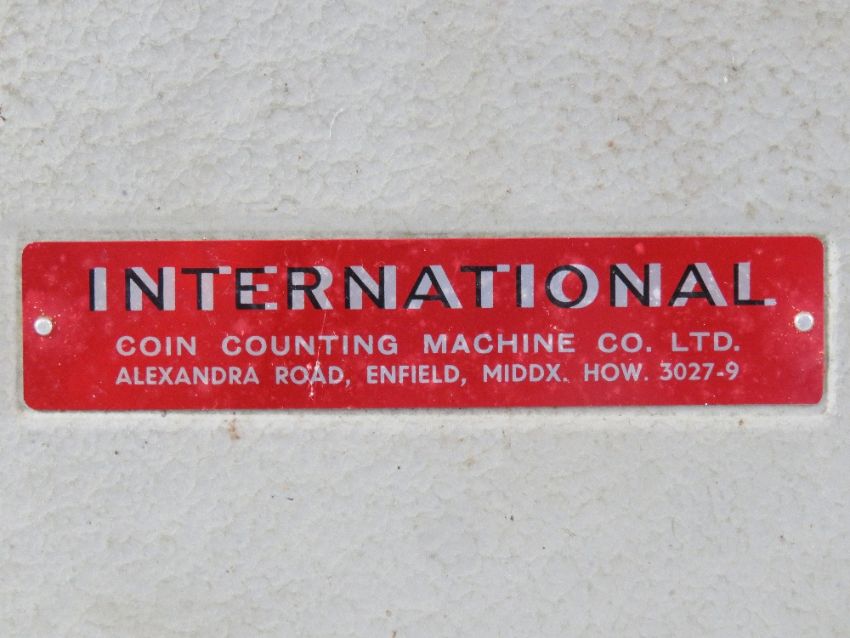 INTERNATIONAL
COIN COUNTING MACHINE CO. LTD.
ALEXANDRA ROAD, ENFIELD, MIDDX. HOW. 3027-9